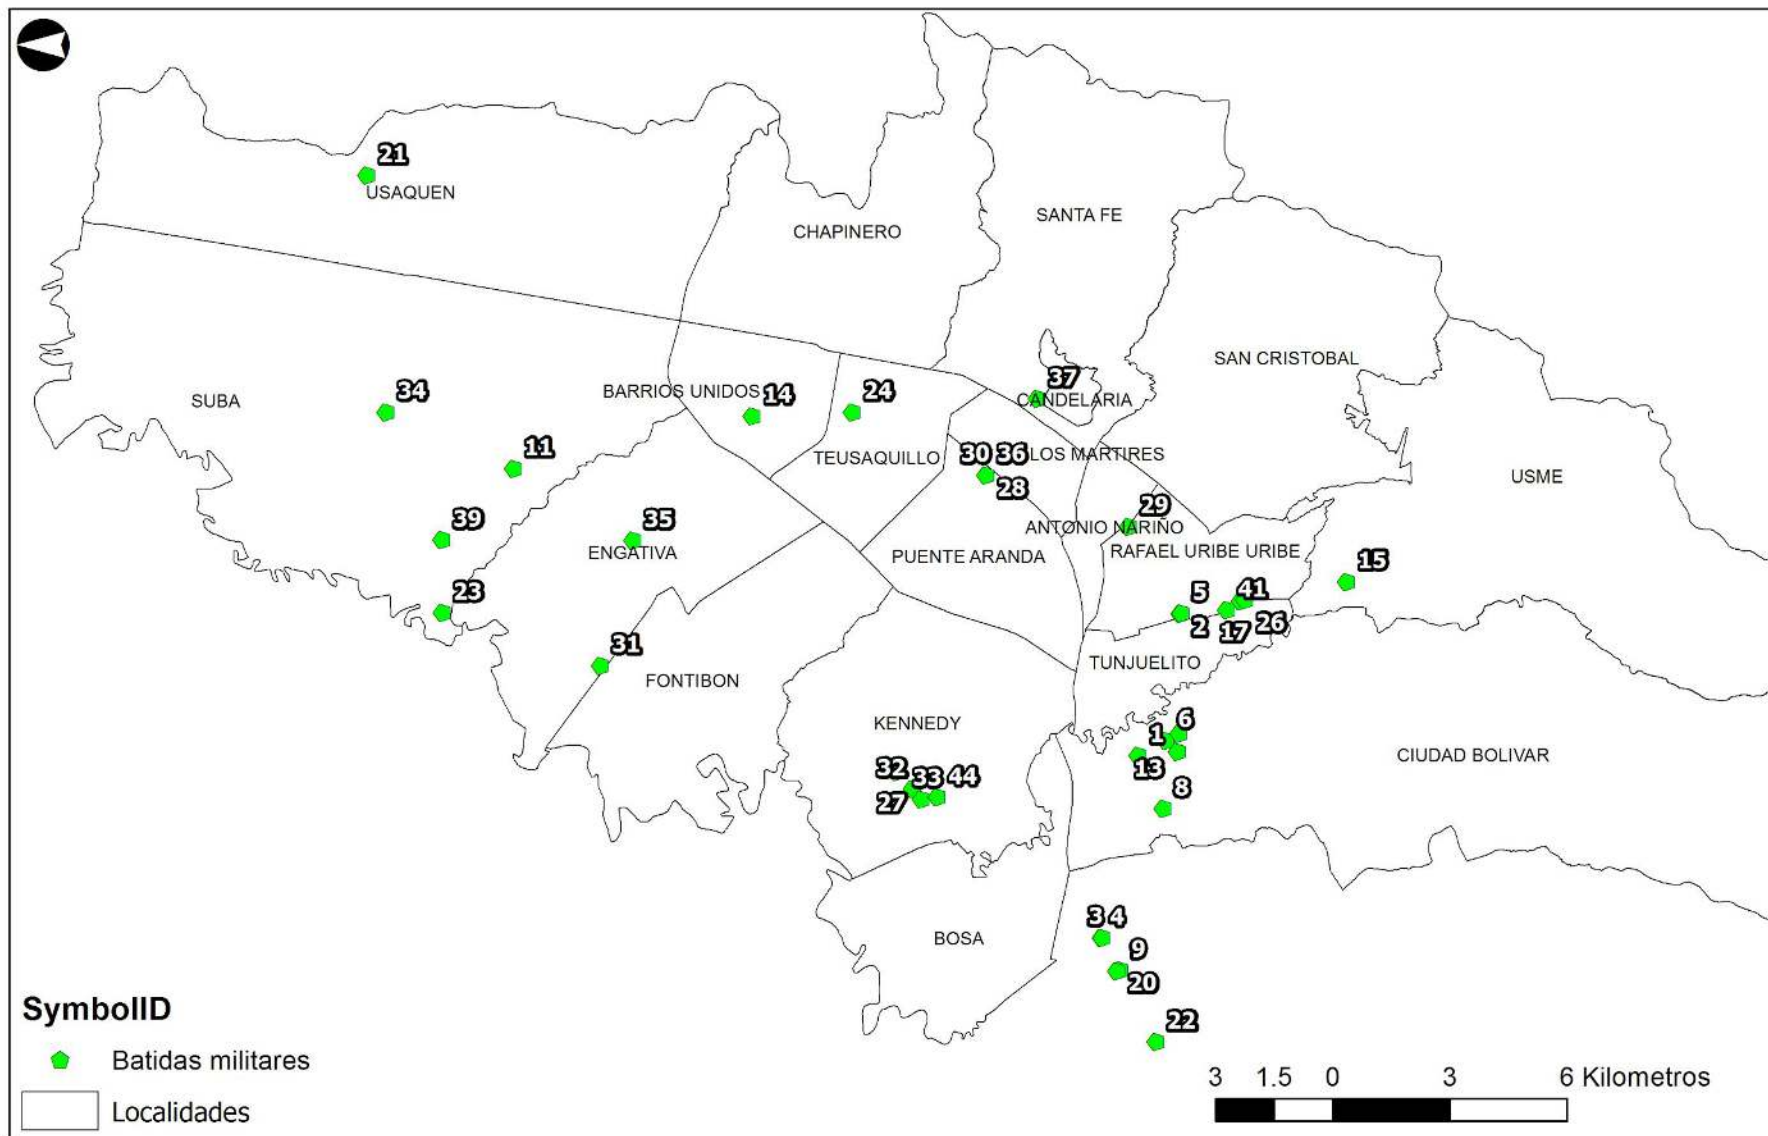 21
USAQUEN
CHAPINERO
SANTA FE
SAN CRISTOBAL
SUBA
34
BARRIOS UNIDOS
14
24
37
CANDELARIA
11
TEUSAQUILLO
30 36
28
LOS MARTIRES
USME
39
35
ENGATIVA
29
ANTONIO NARIÑO
PUENTE ARANDA
RAFAEL URIBE URIBE
15
23
5
2
41
17
26
31
FONTIBON
TUNJUELITO
KENNEDY
6
1
13
8
CIUDAD BOLIVAR
32
33
44
27
BOSA
3 4
9
20
22
SymbolID
Batidas militares
Localidades
3 1.5 0 3 6 Kilometros